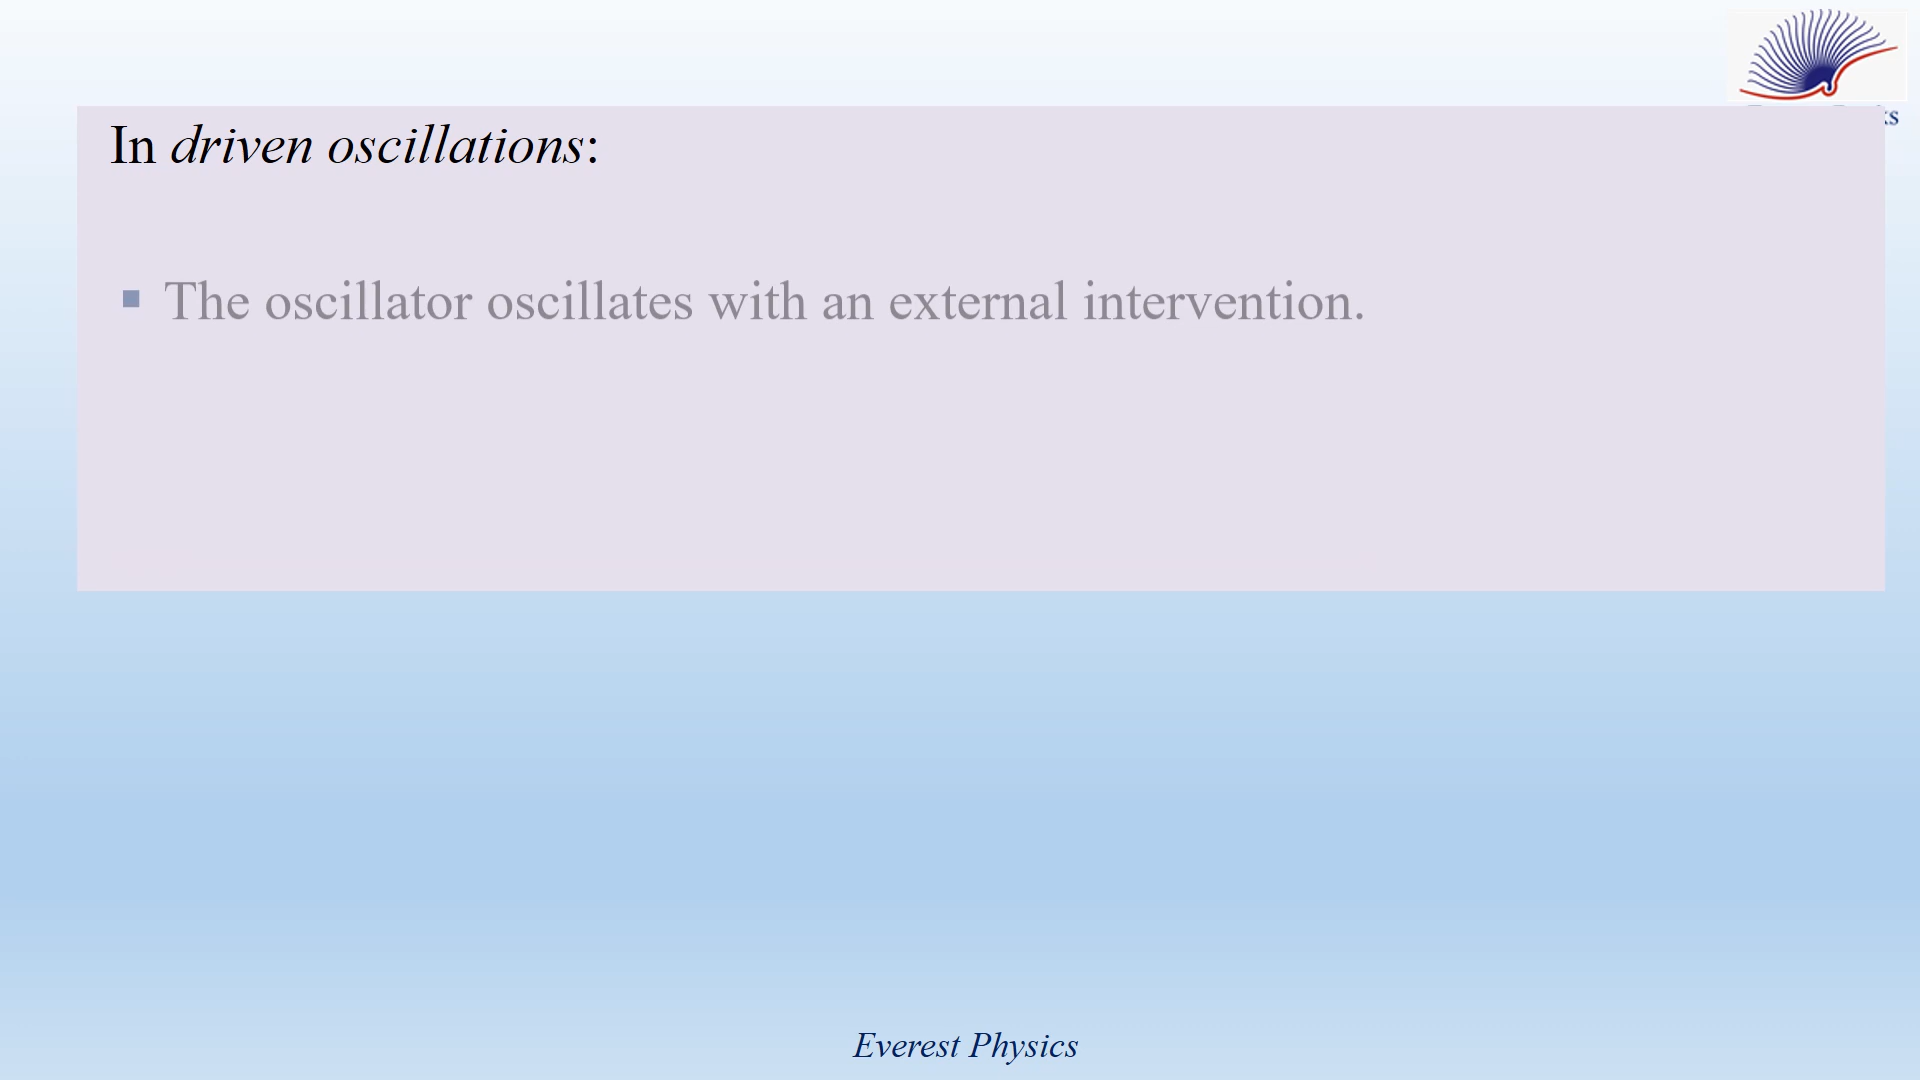 In driven oscillations:
▪ The oscillator oscillates with an external intervention.
Everest Physics